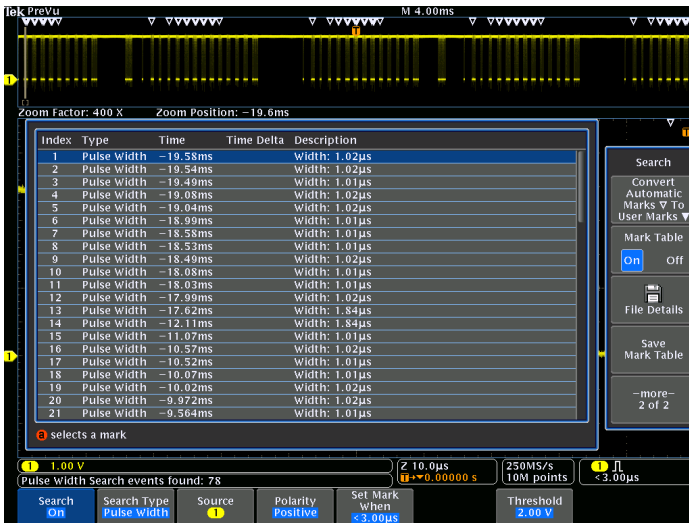 Tek PreVu M 4.00ms
T
1
Zoom Factor: 400 X Zoom Position: −19.6ms
Index Type Time Time Delta Description
1 Pulse Width −19.58ms Width: 1.02µs
2 Pulse Width −19.54ms Width: 1.02µs
3 Pulse Width −19.49ms Width: 1.01µs
4 Pulse Width −19.08ms Width: 1.02µs
5 Pulse Width −19.04ms Width: 1.02µs
6 Pulse Width −18.99ms Width: 1.01µs
7 Pulse Width −18.58ms Width: 1.01µs
8 Pulse Width −18.53ms Width: 1.01µs
9 Pulse Width −18.49ms Width: 1.02µs
10 Pulse Width −18.08ms Width: 1.01µs
11 Pulse Width −18.03ms Width: 1.01µs
12 Pulse Width −17.99ms Width: 1.02µs
13 Pulse Width −17.62ms Width: 1.84µs
14 Pulse Width −12.11ms Width: 1.84µs
15 Pulse Width −11.07ms Width: 1.01µs
16 Pulse Width −10.57ms Width: 1.02µs
17 Pulse Width −10.52ms Width: 1.01µs
18 Pulse Width −10.07ms Width: 1.01µs
19 Pulse Width −10.02ms Width: 1.02µs
20 Pulse Width −9.972ms Width: 1.01µs
21 Pulse Width −9.564ms Width: 1.01µs
a selects a mark
Search
Convert
Automatic
Marks ▽ To
User Marks ▼
Mark Table
On Off
File Details
Save
Mark Table
−more−
2 of 2
1
1 1.00 V
Pulse Width Search events found: 78
Z 10.0µs
T→▼0.00000 s
250MS/s
10M points
1
<3.00µs
Search
On
Search Type
Pulse Width
Source
1
Polarity
Positive
Set Mark
When
<3.00µs
Threshold
2.00 V